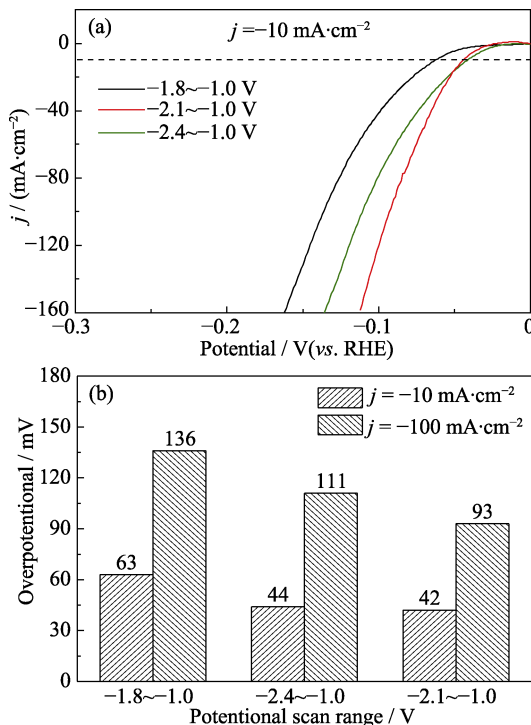 (a)
j =−10 mA·cm⁻²
−1.8~−1.0 V
−2.1~−1.0 V
−2.4~−1.0 V
0
−40
−80
−120
−160
j / (mA·cm⁻²)
−0.3
−0.2
−0.1
0
Potential / V(vs. RHE)
(b)
j = −10 mA·cm⁻²
j = −100 mA·cm⁻²
180
150
120
90
60
30
0
Overpotentional / mV
63
136
44
111
42
93
−1.8~−1.0
−2.4~−1.0
−2.1~−1.0
Potentional scan range / V